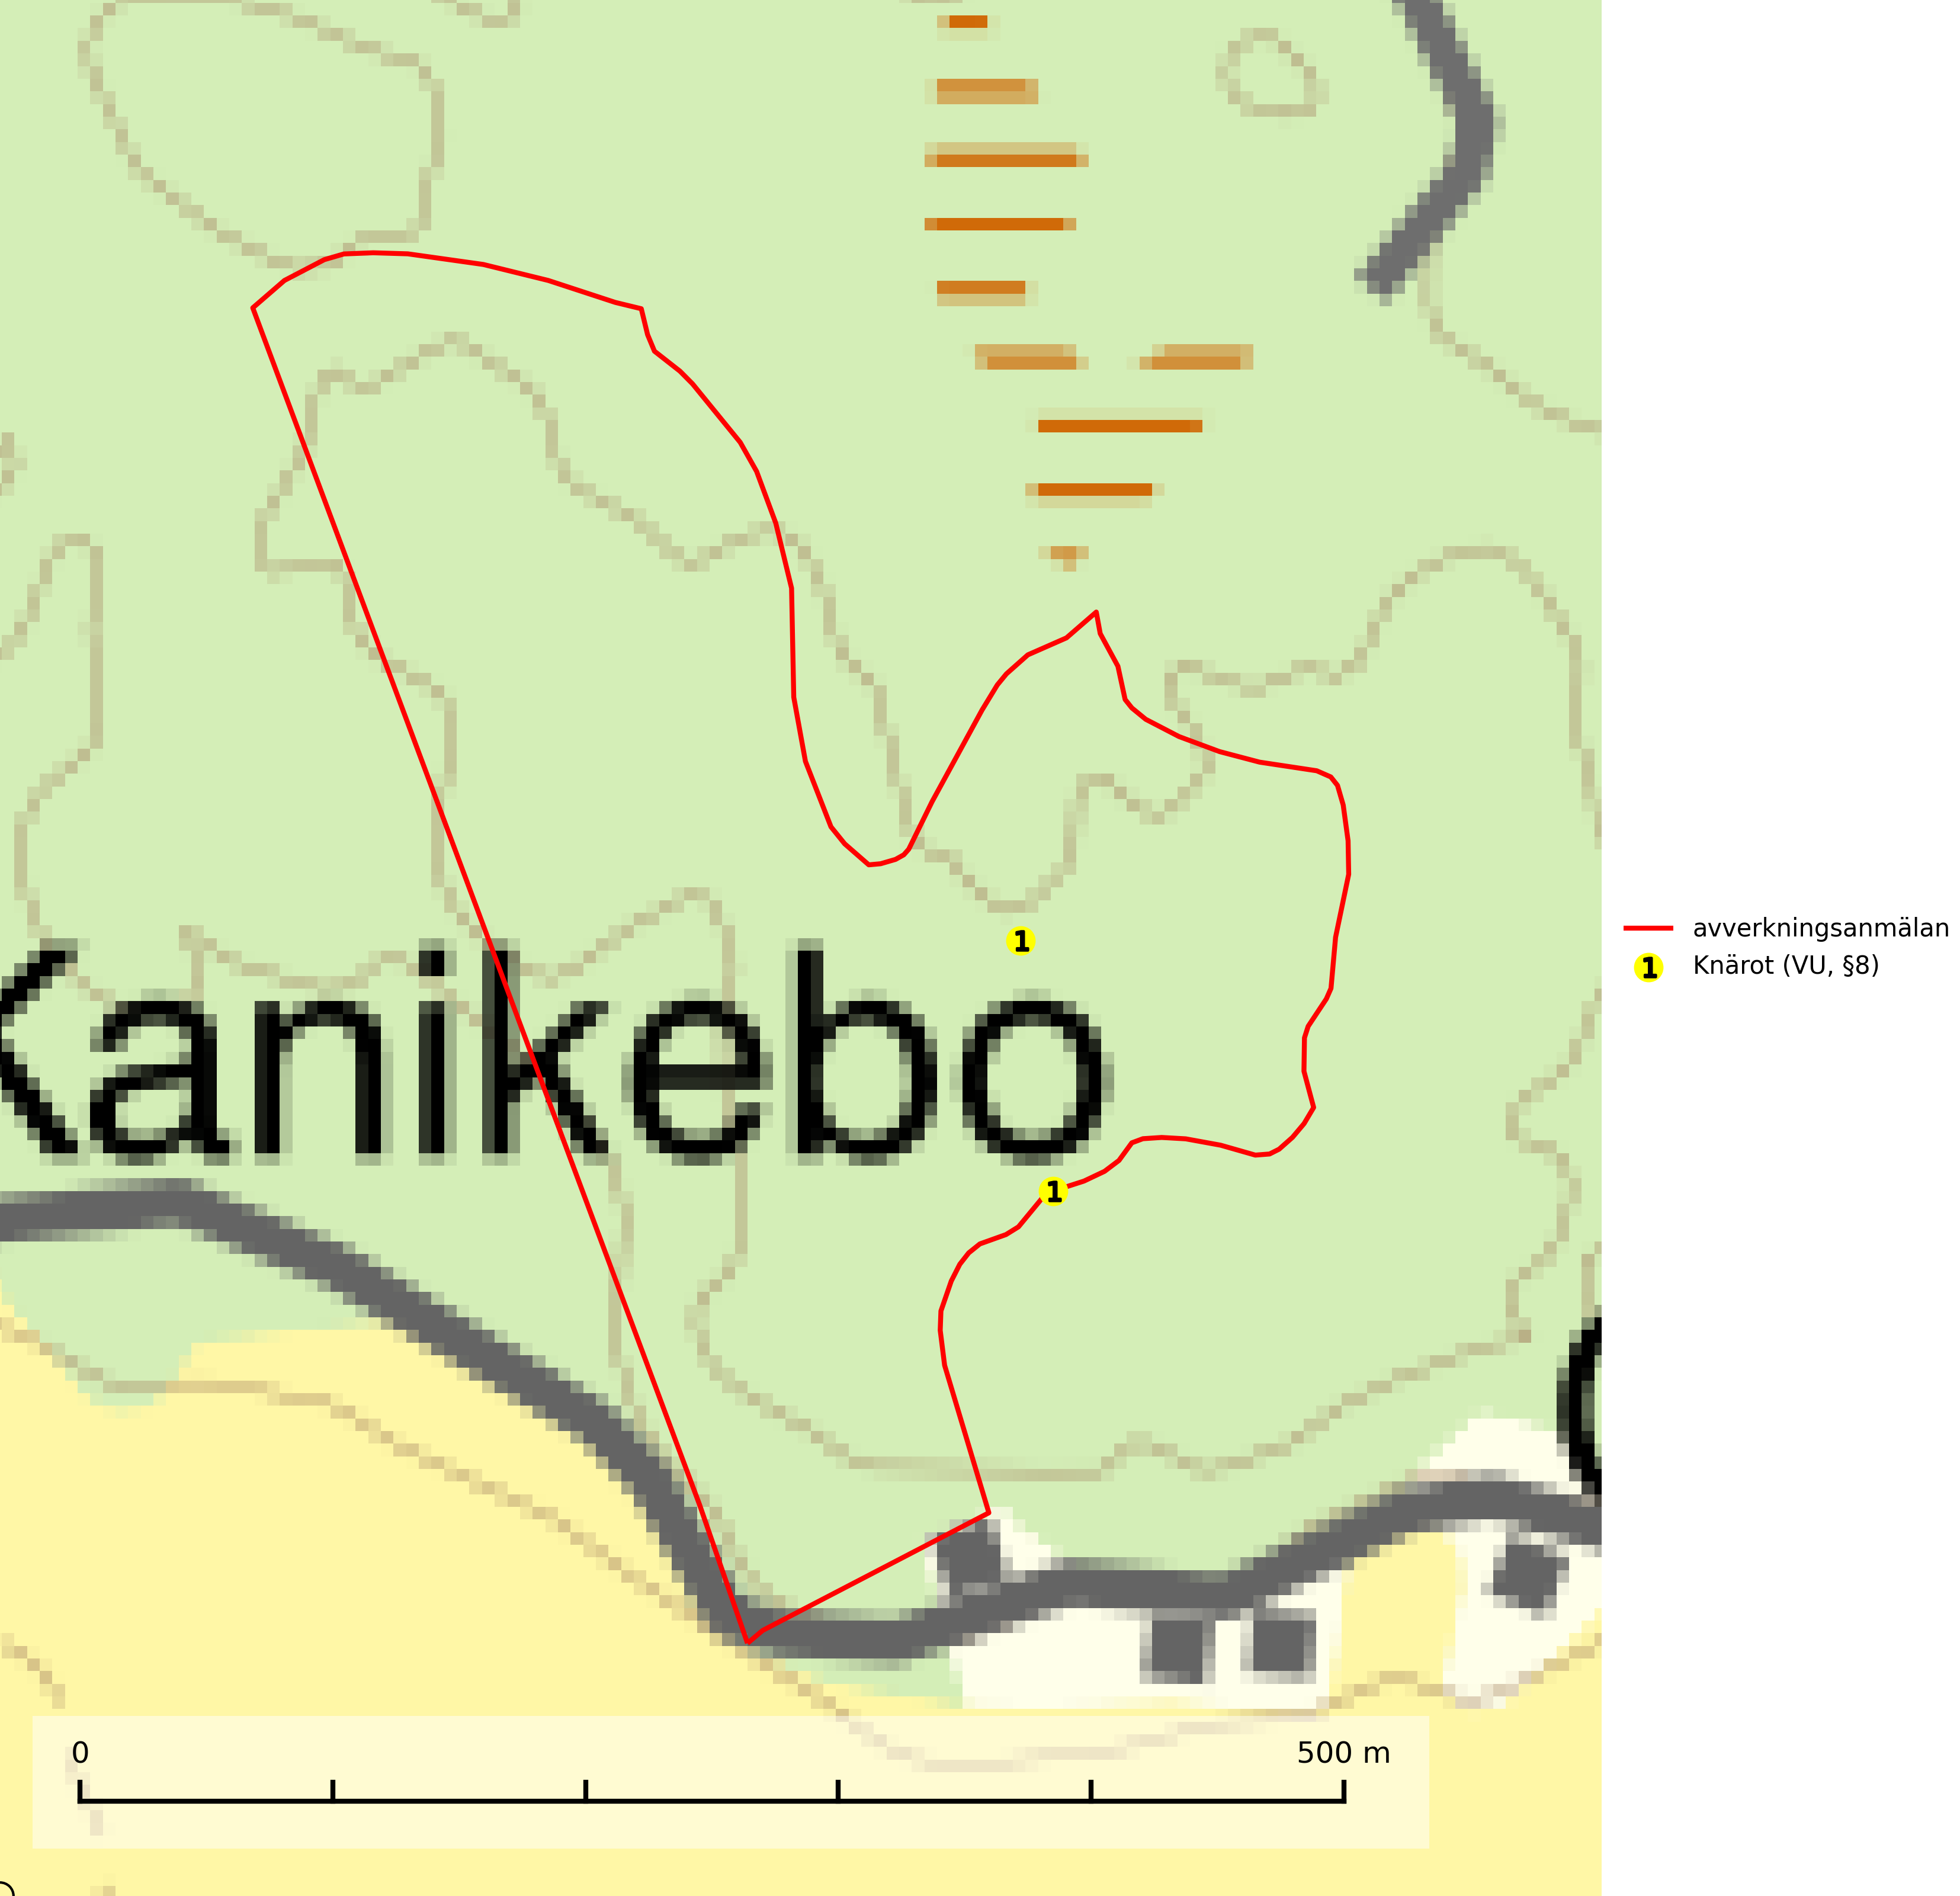 1
Kanikebo
1
avverkningsanmälan
1 Knärot (VU, §8)
0 500 m